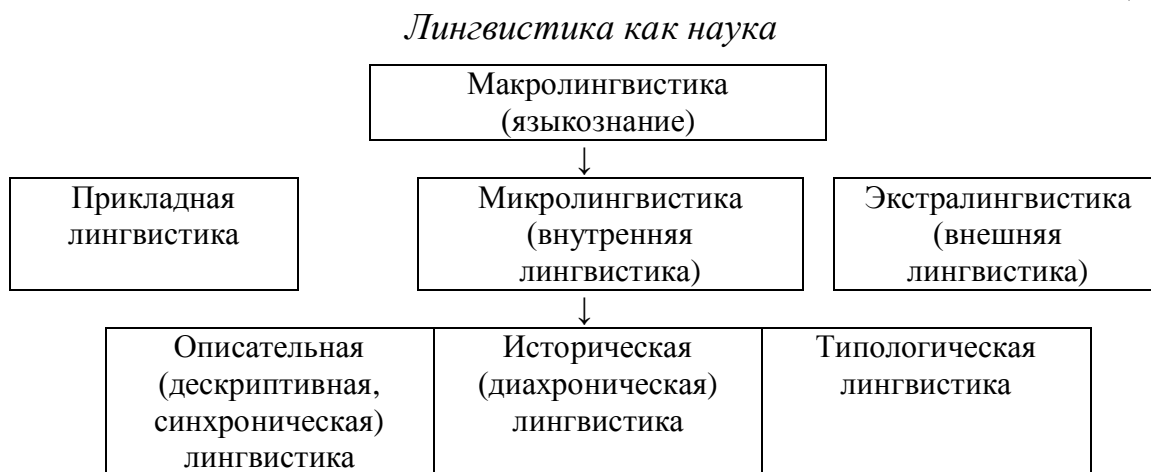 Лингвистика как наука
Макролингвистика
(языкознание)
↓
Прикладная
лингвистика
Микролингвистика
(внутренняя
лингвистика)
Экстралингвистика
(внешняя
лингвистика)
↓
Описательная
(дескриптивная,
синхроническая)
лингвистика
Историческая
(диахроническая)
лингвистика
Типологическая
лингвистика